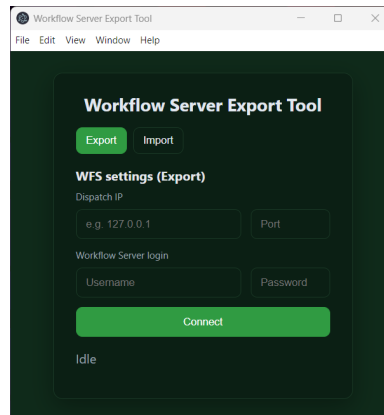 Workflow Server Export Tool
File Edit View Window Help
Workflow Server Export Tool
Export Import
WFS settings (Export)
Dispatch IP
e.g. 127.0.0.1 Port
Workflow Server login
Username Password
Connect
Idle